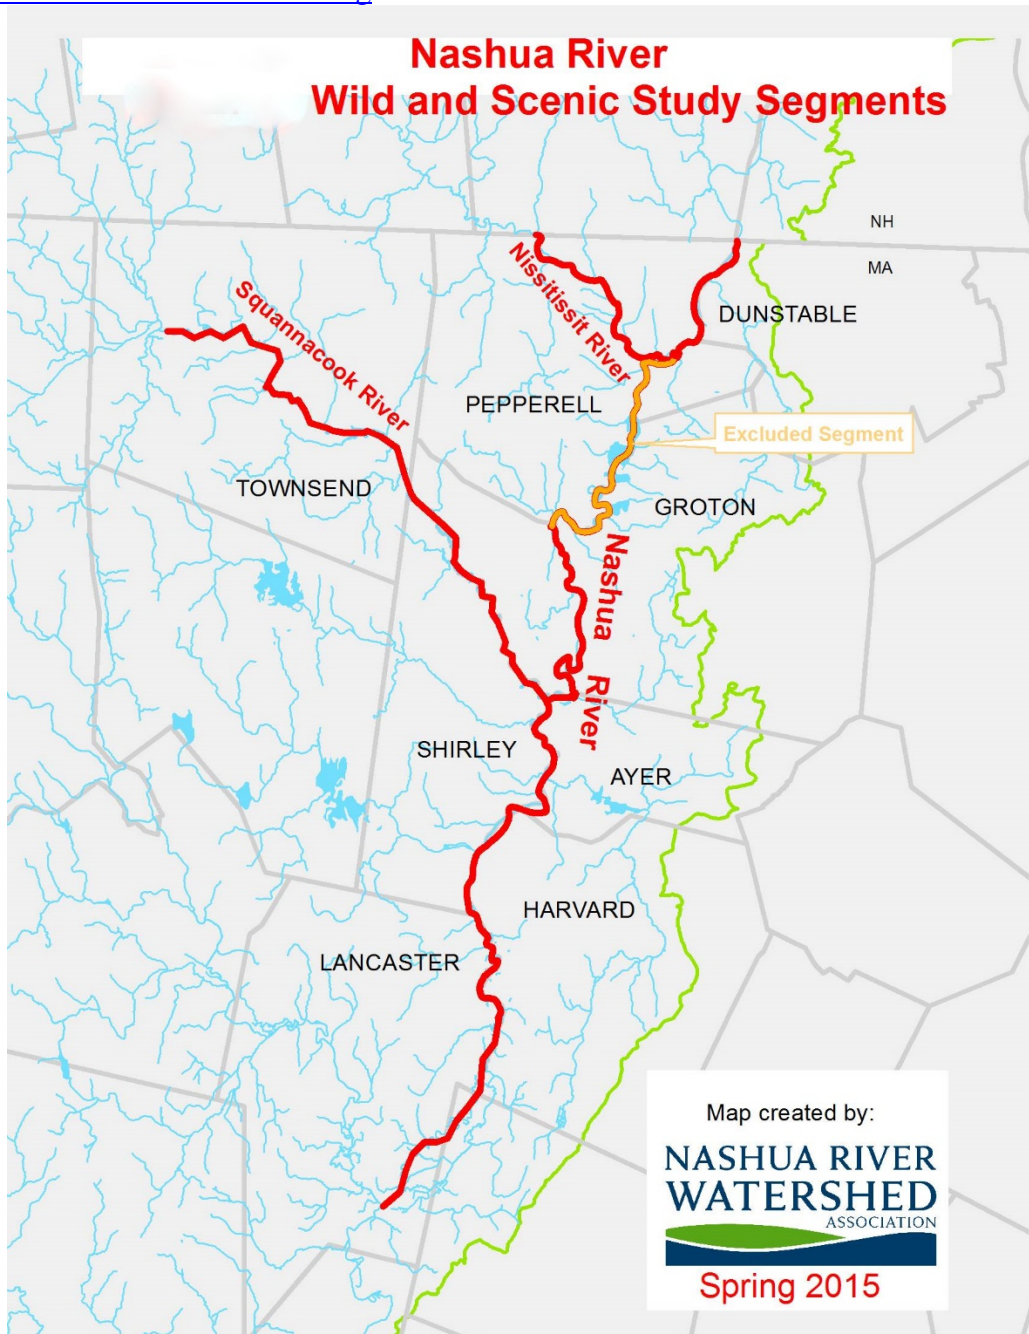 Nashua River
Wild and Scenic Study Segments
NH
MA
Nissitissit River
Squannacook River
DUNSTABLE
PEPPERELL
Excluded Segment
TOWNSEND
GROTON
Nashua River
SHIRLEY
AYER
HARVARD
LANCASTER
Map created by:
NASHUA RIVER
WATERSHED
ASSOCIATION
Spring 2015